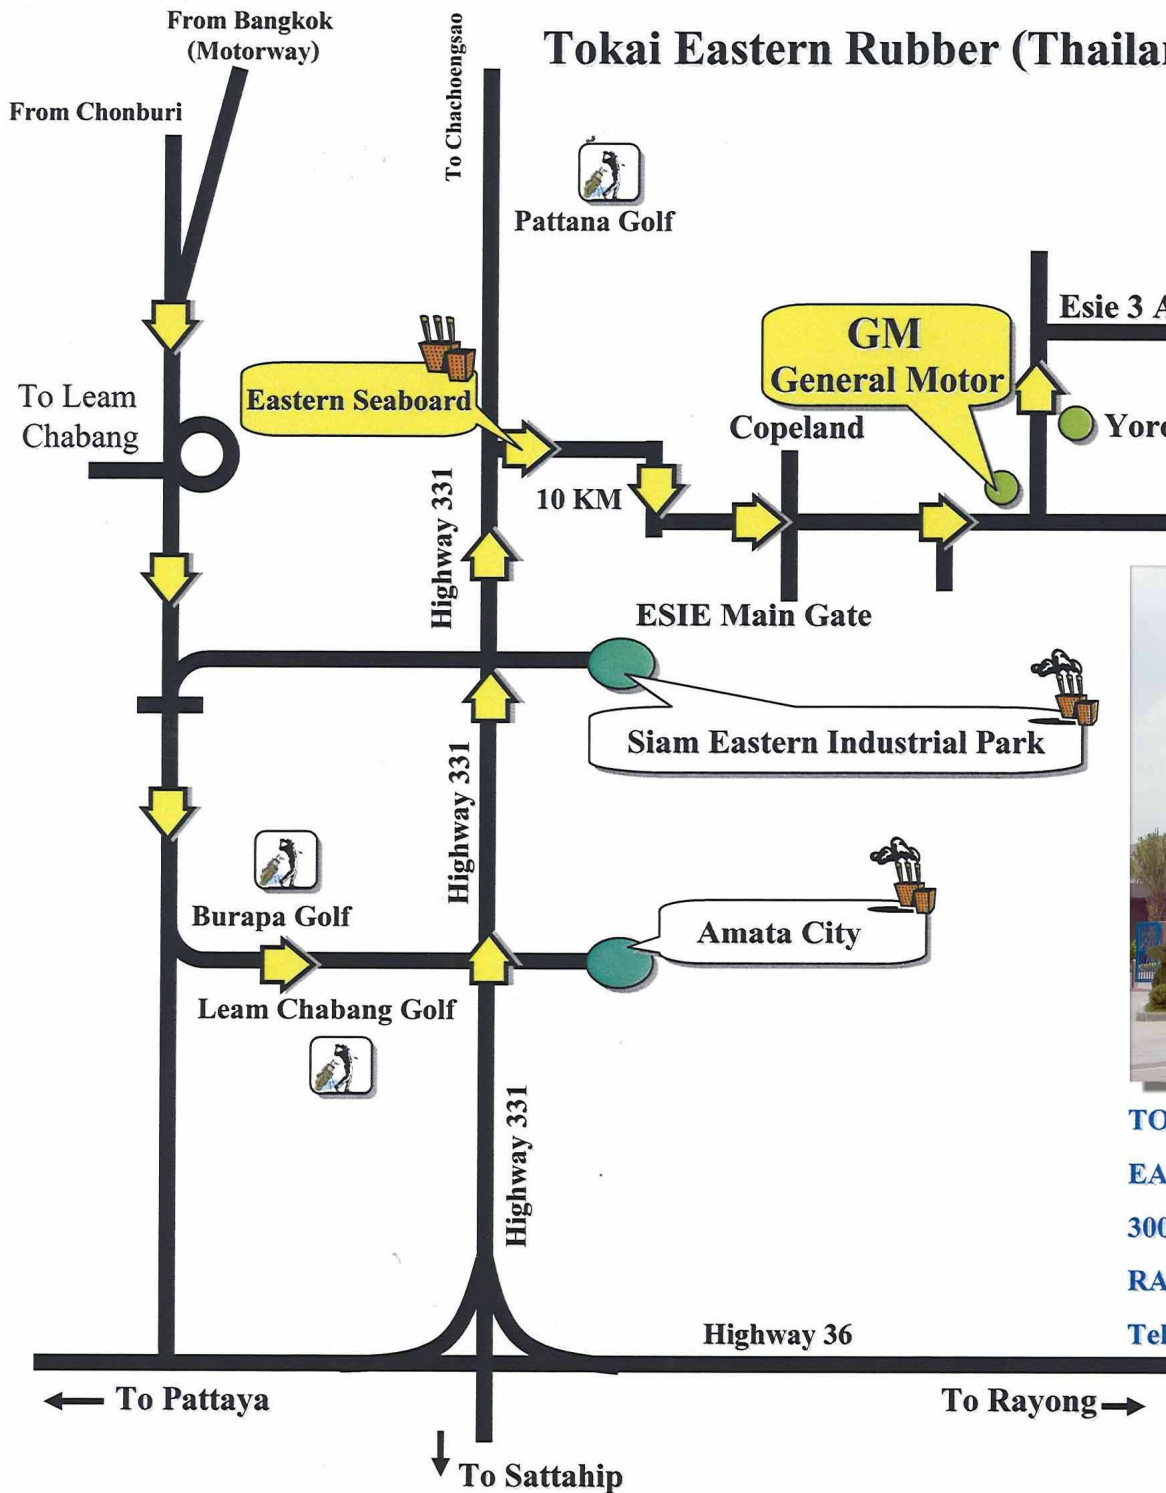 From Bangkok
(Motorway)
Tokai Eastern Rubber
From Chonburi
To Chachoengsao
Pattana Golf
Esie 3
GM
General Motor
Eastern Seaboard
To Leam
Chabang
Copeland
10 KM
Highway 331
ESIE Main Gate
Siam Eastern Industrial Park
Highway 331
Burapa Golf
Amata City
Leam Chabang Golf
Highway 331
300
Highway 36
To Pattaya
To Rayong
To Sattahip